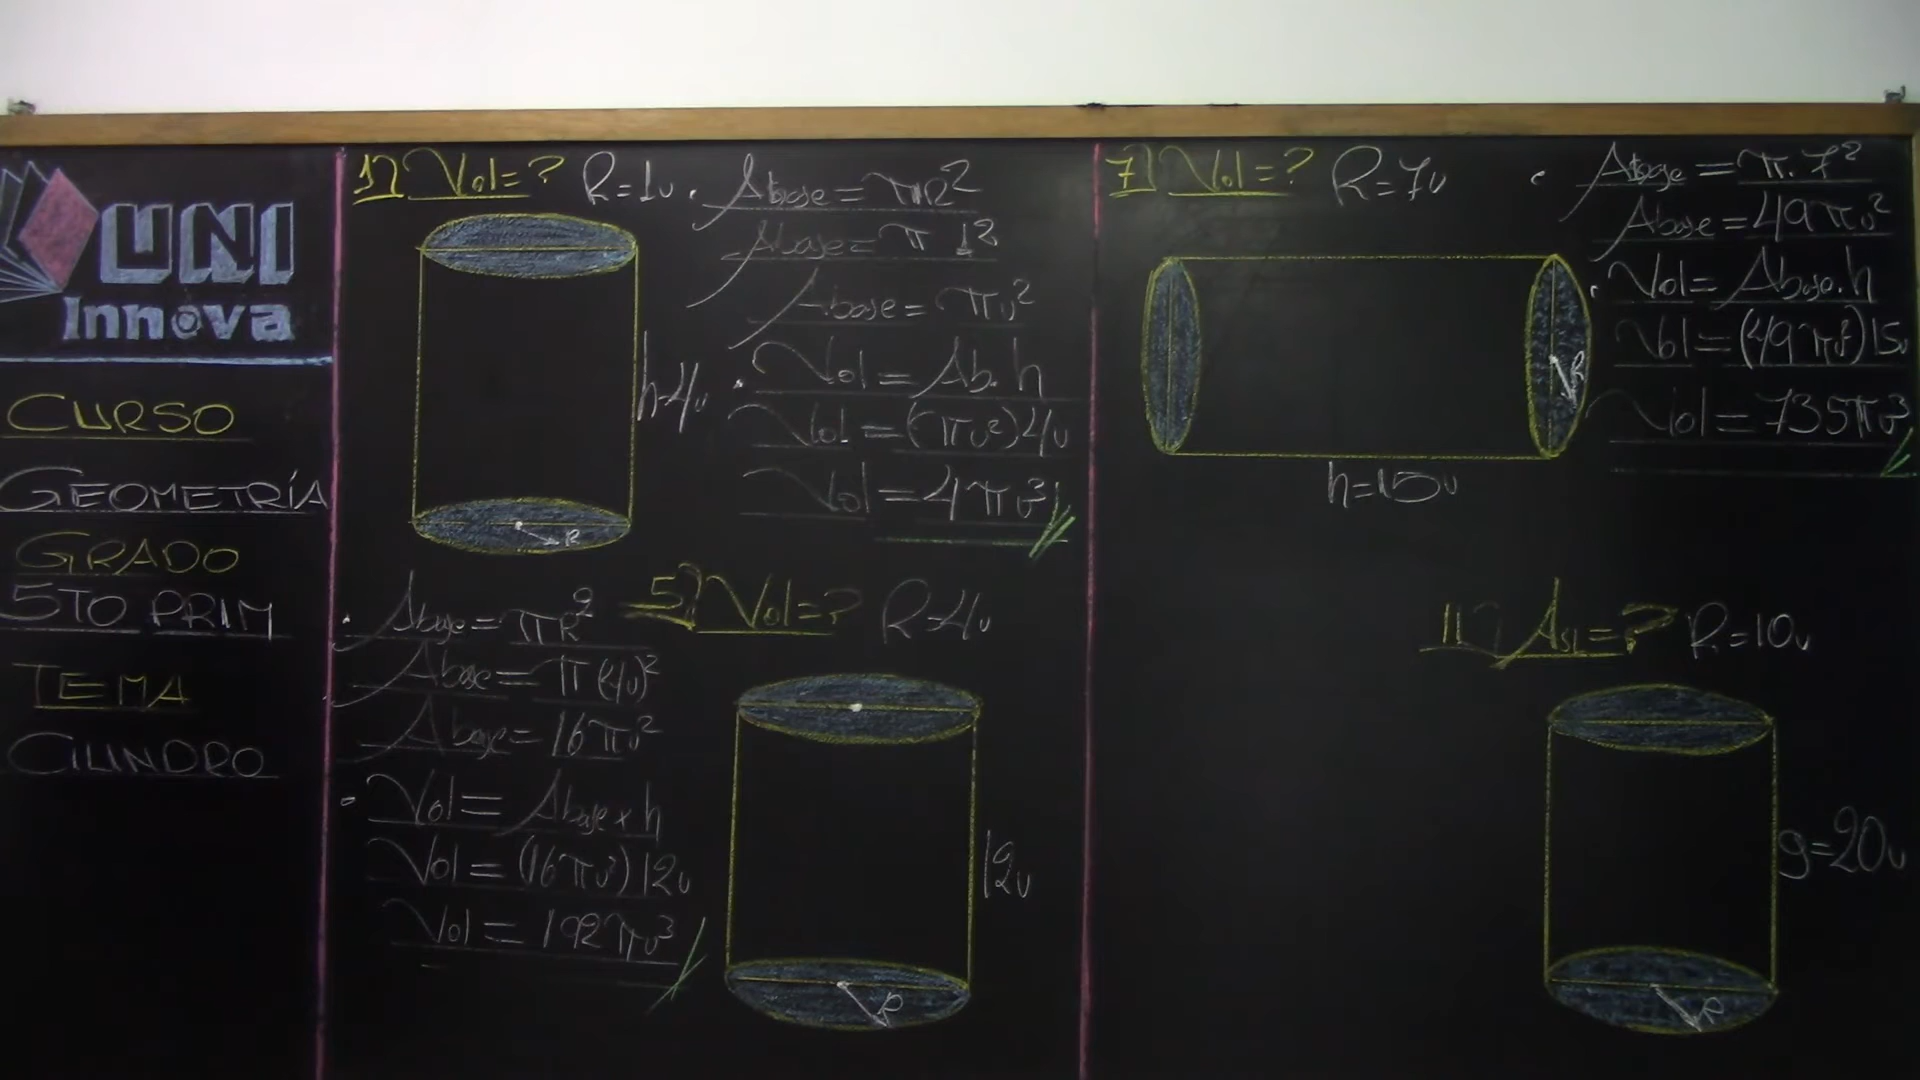 UNI
Innova
CURSO
GEOMETRÍA
GRADO
5TO PRIM
TEMA
CILINDRO
1) Vol=? R=1u
• Abase = πR²
Abase = π 1²
Abase = πu²
• Vol = Ab. h
Vol = (πu²)4u
Vol = 4πu³
h=4u
R
5) Vol=? R=4u
• Abase = πR²
Abase = π(4u)²
Abase = 16πu²
• Vol = Abase x h
Vol = (16πu²)12u
Vol = 192πu³
12u
R
7) Vol=? R=7u
• Abase = π.7²
Abase = 49πu²
• Vol = Abase.h
Vol = (49πu²)15u
Vol = 735πu³
R
h=15u
11) ASL=? R=10u
g=20u
R